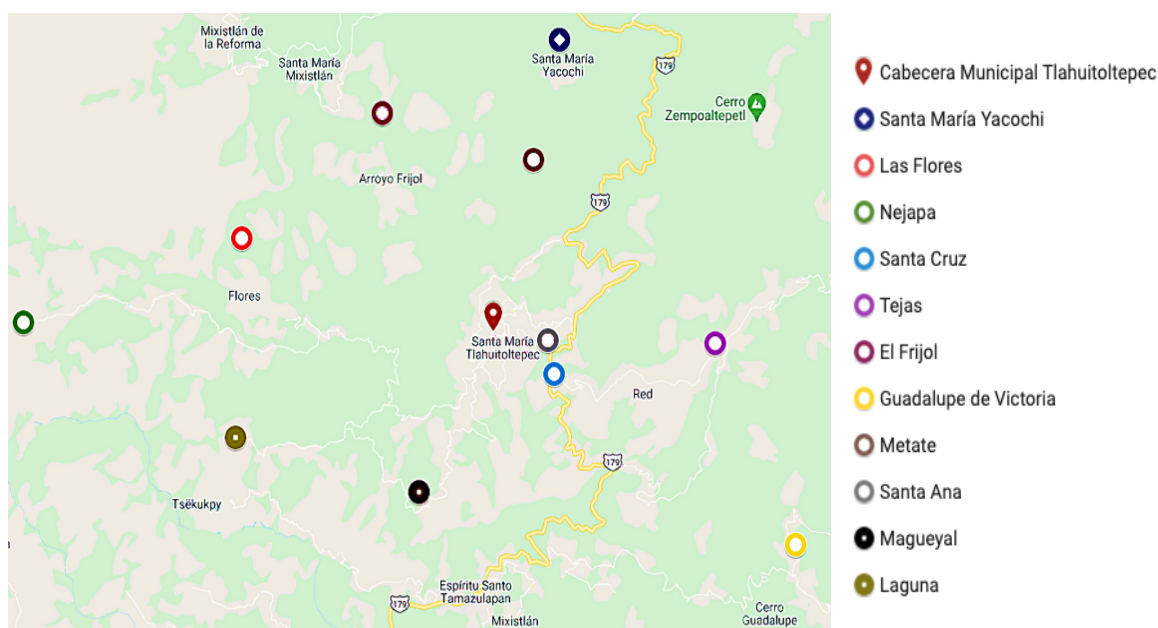 Mixistlán de
la Reforma
Santa María
Mixistlán
Santa María
Yacochi
179
Cerro
Zempoaltepetl
Arroyo Frijol
179
Flores
Santa María
Tlahuitoltepec
Red
179
Tsëkukpy
Espíritu Santo
Tamazulapan
179
Mixistlán
Cerro
Guadalupe
Cabecera Municipal Tlahuitoltepec
Santa María Yacochi
Las Flores
Nejapa
Santa Cruz
Tejas
El Frijol
Guadalupe de Victoria
Metate
Santa Ana
Magueyal
Laguna